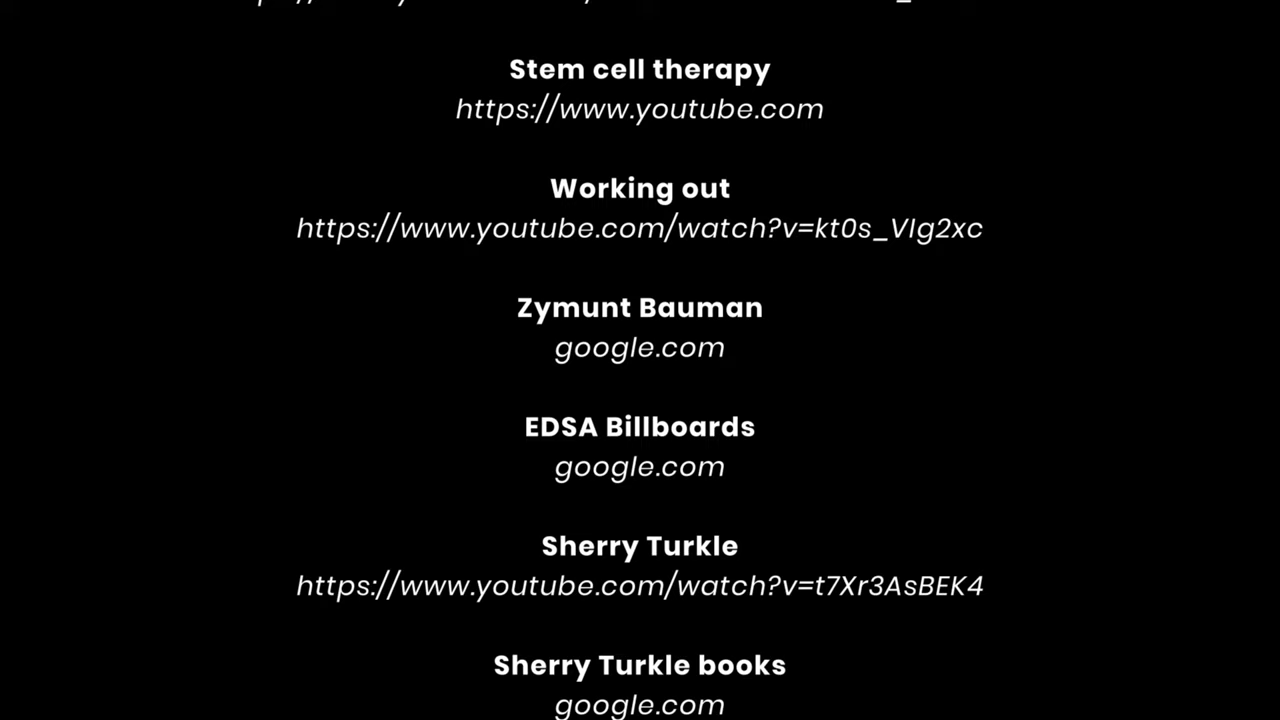 Stem cell therapy
https://www.youtube.com
Working out
https://www.youtube.com/watch?v=kt0s_VIg2xc
Zymunt Bauman
google.com
EDSA Billboards
google.com
Sherry Turkle
https://www.youtube.com/watch?v=t7Xr3AsBEK4
Sherry Turkle books
google.com